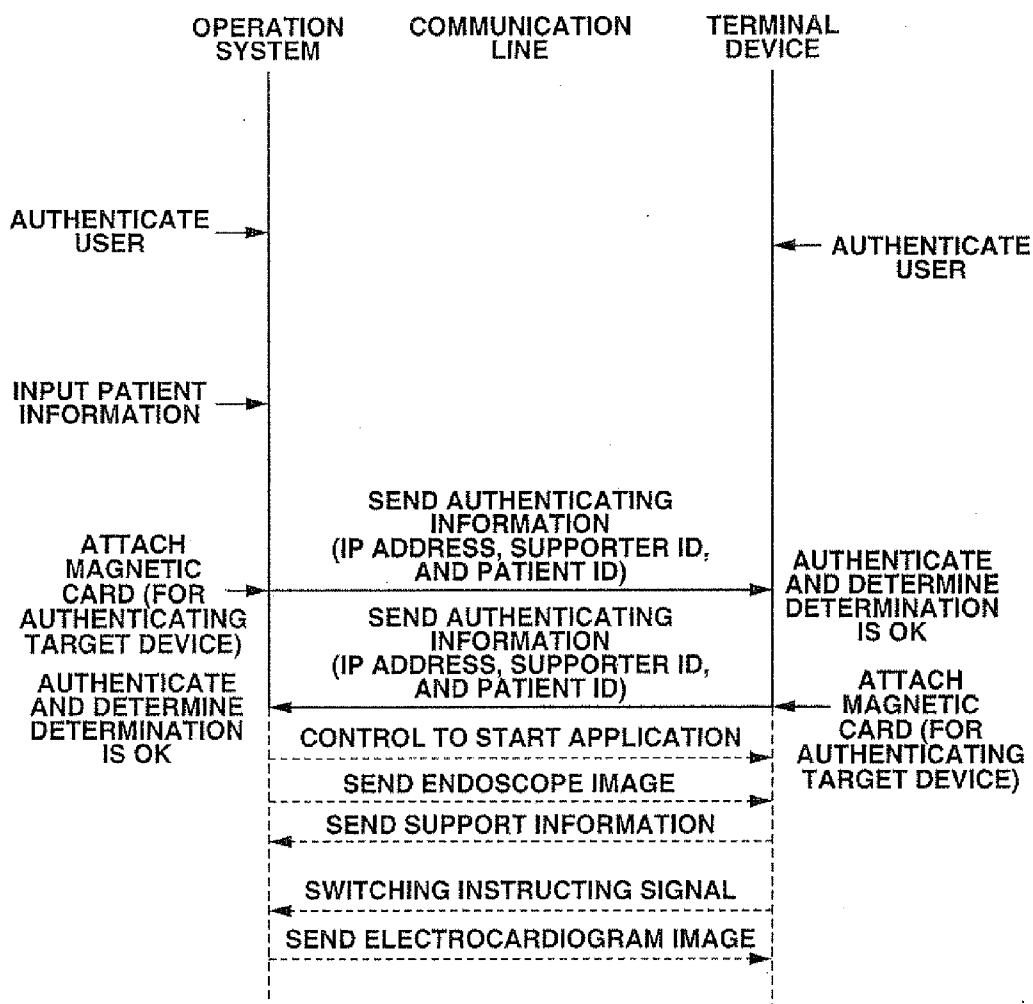 OPERATION
SYSTEM
COMMUNICATION
LINE
TERMINAL
DEVICE
AUTHENTICATE
USER
AUTHENTICATE
USER
INPUT PATIENT
INFORMATION
SEND AUTHENTICATING
INFORMATION
(IP ADDRESS, SUPPORTER ID,
AND PATIENT ID)
ATTACH
MAGNETIC
CARD (FOR
AUTHENTICATING
TARGET DEVICE)
AUTHENTICATE
AND DETERMINE
DETERMINATION
IS OK
SEND AUTHENTICATING
INFORMATION
(IP ADDRESS, SUPPORTER ID,
AND PATIENT ID)
AUTHENTICATE
AND DETERMINE
DETERMINATION
IS OK
ATTACH
MAGNETIC
CARD (FOR
AUTHENTICATING
TARGET DEVICE)
CONTROL TO START APPLICATION
SEND ENDOSCOPE IMAGE
SEND SUPPORT INFORMATION
SWITCHING INSTRUCTING SIGNAL
SEND ELECTROCARDIOGRAM IMAGE